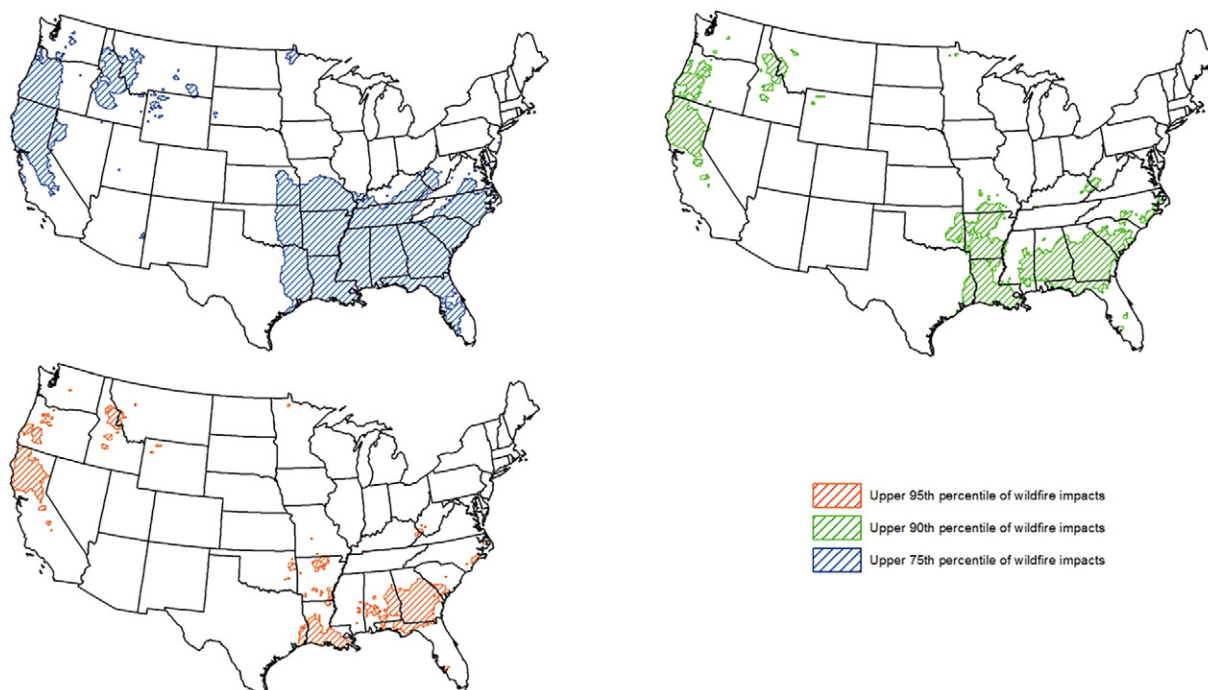 Upper 95th percentile of wildfire impacts
Upper 90th percentile of wildfire impacts
Upper 75th percentile of wildfire impacts